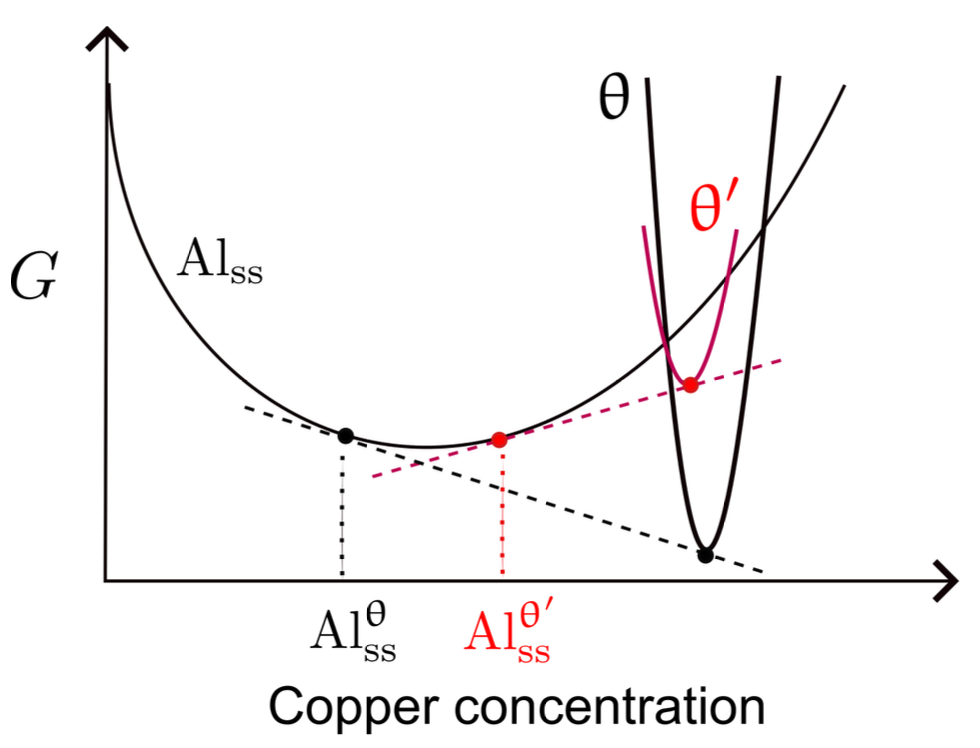 θ
θ′
Al_ss
G
Al_ss^θ
Al_ss^θ′
Copper concentration